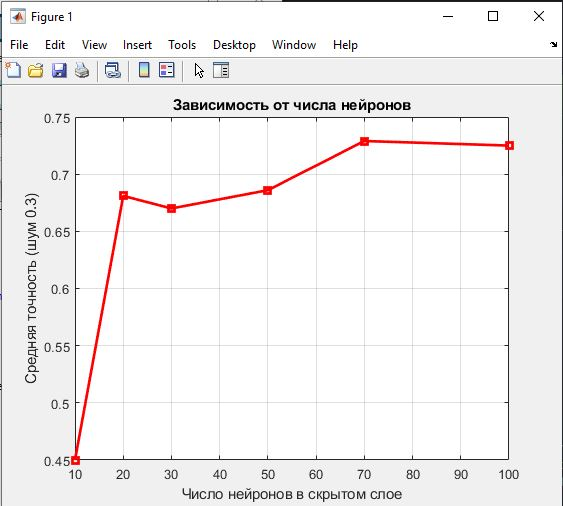 Figure 1
File Edit View Insert Tools Desktop Window Help
Зависимость от числа нейронов
0.75
0.7
0.65
0.6
0.55
0.5
0.45
Средняя точность (шум 0.3)
10 20 30 40 50 60 70 80 90 100
Число нейронов в скрытом слое